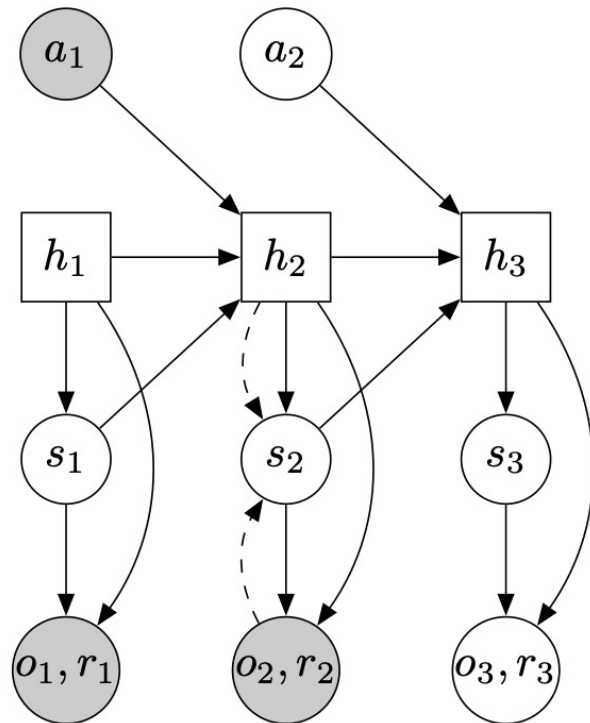 a₁ a₂
h₁ h₂ h₃
s₁ s₂ s₃
o₁, r₁ o₂, r₂ o₃, r₃